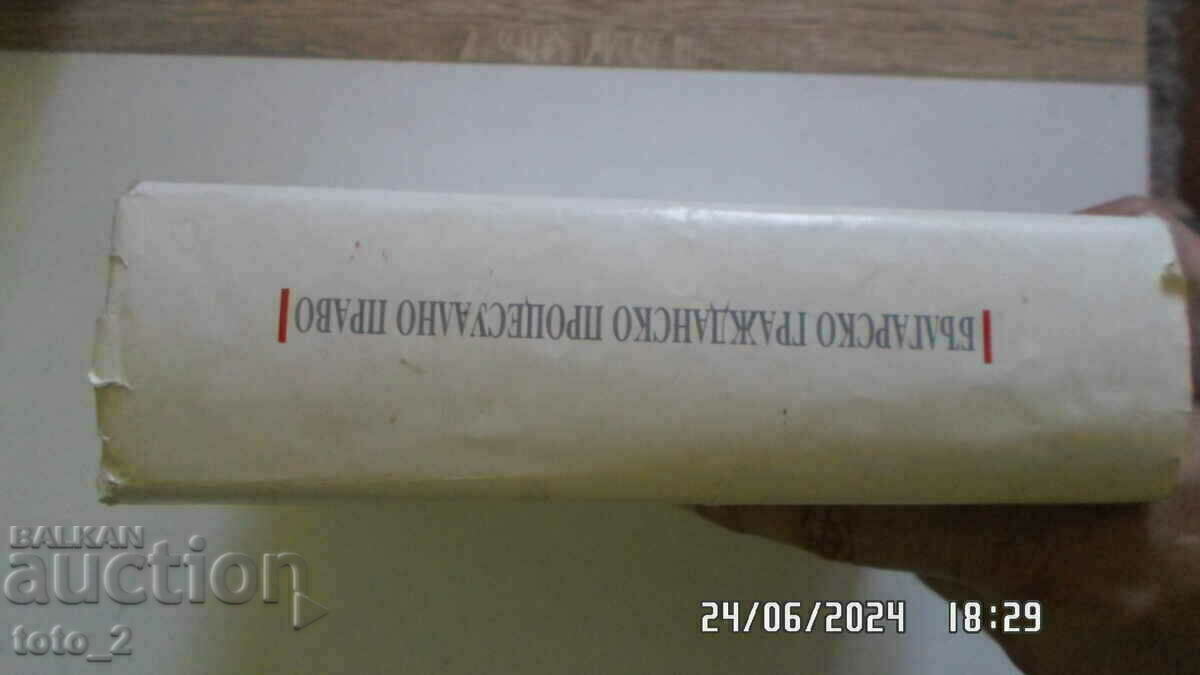 БЪЛГАРСКО ГРАЖДАНСКО ПРОЦЕСУАЛНО ПРАВО
BALKAN
auction
toto_2
24/06/2024 18:29